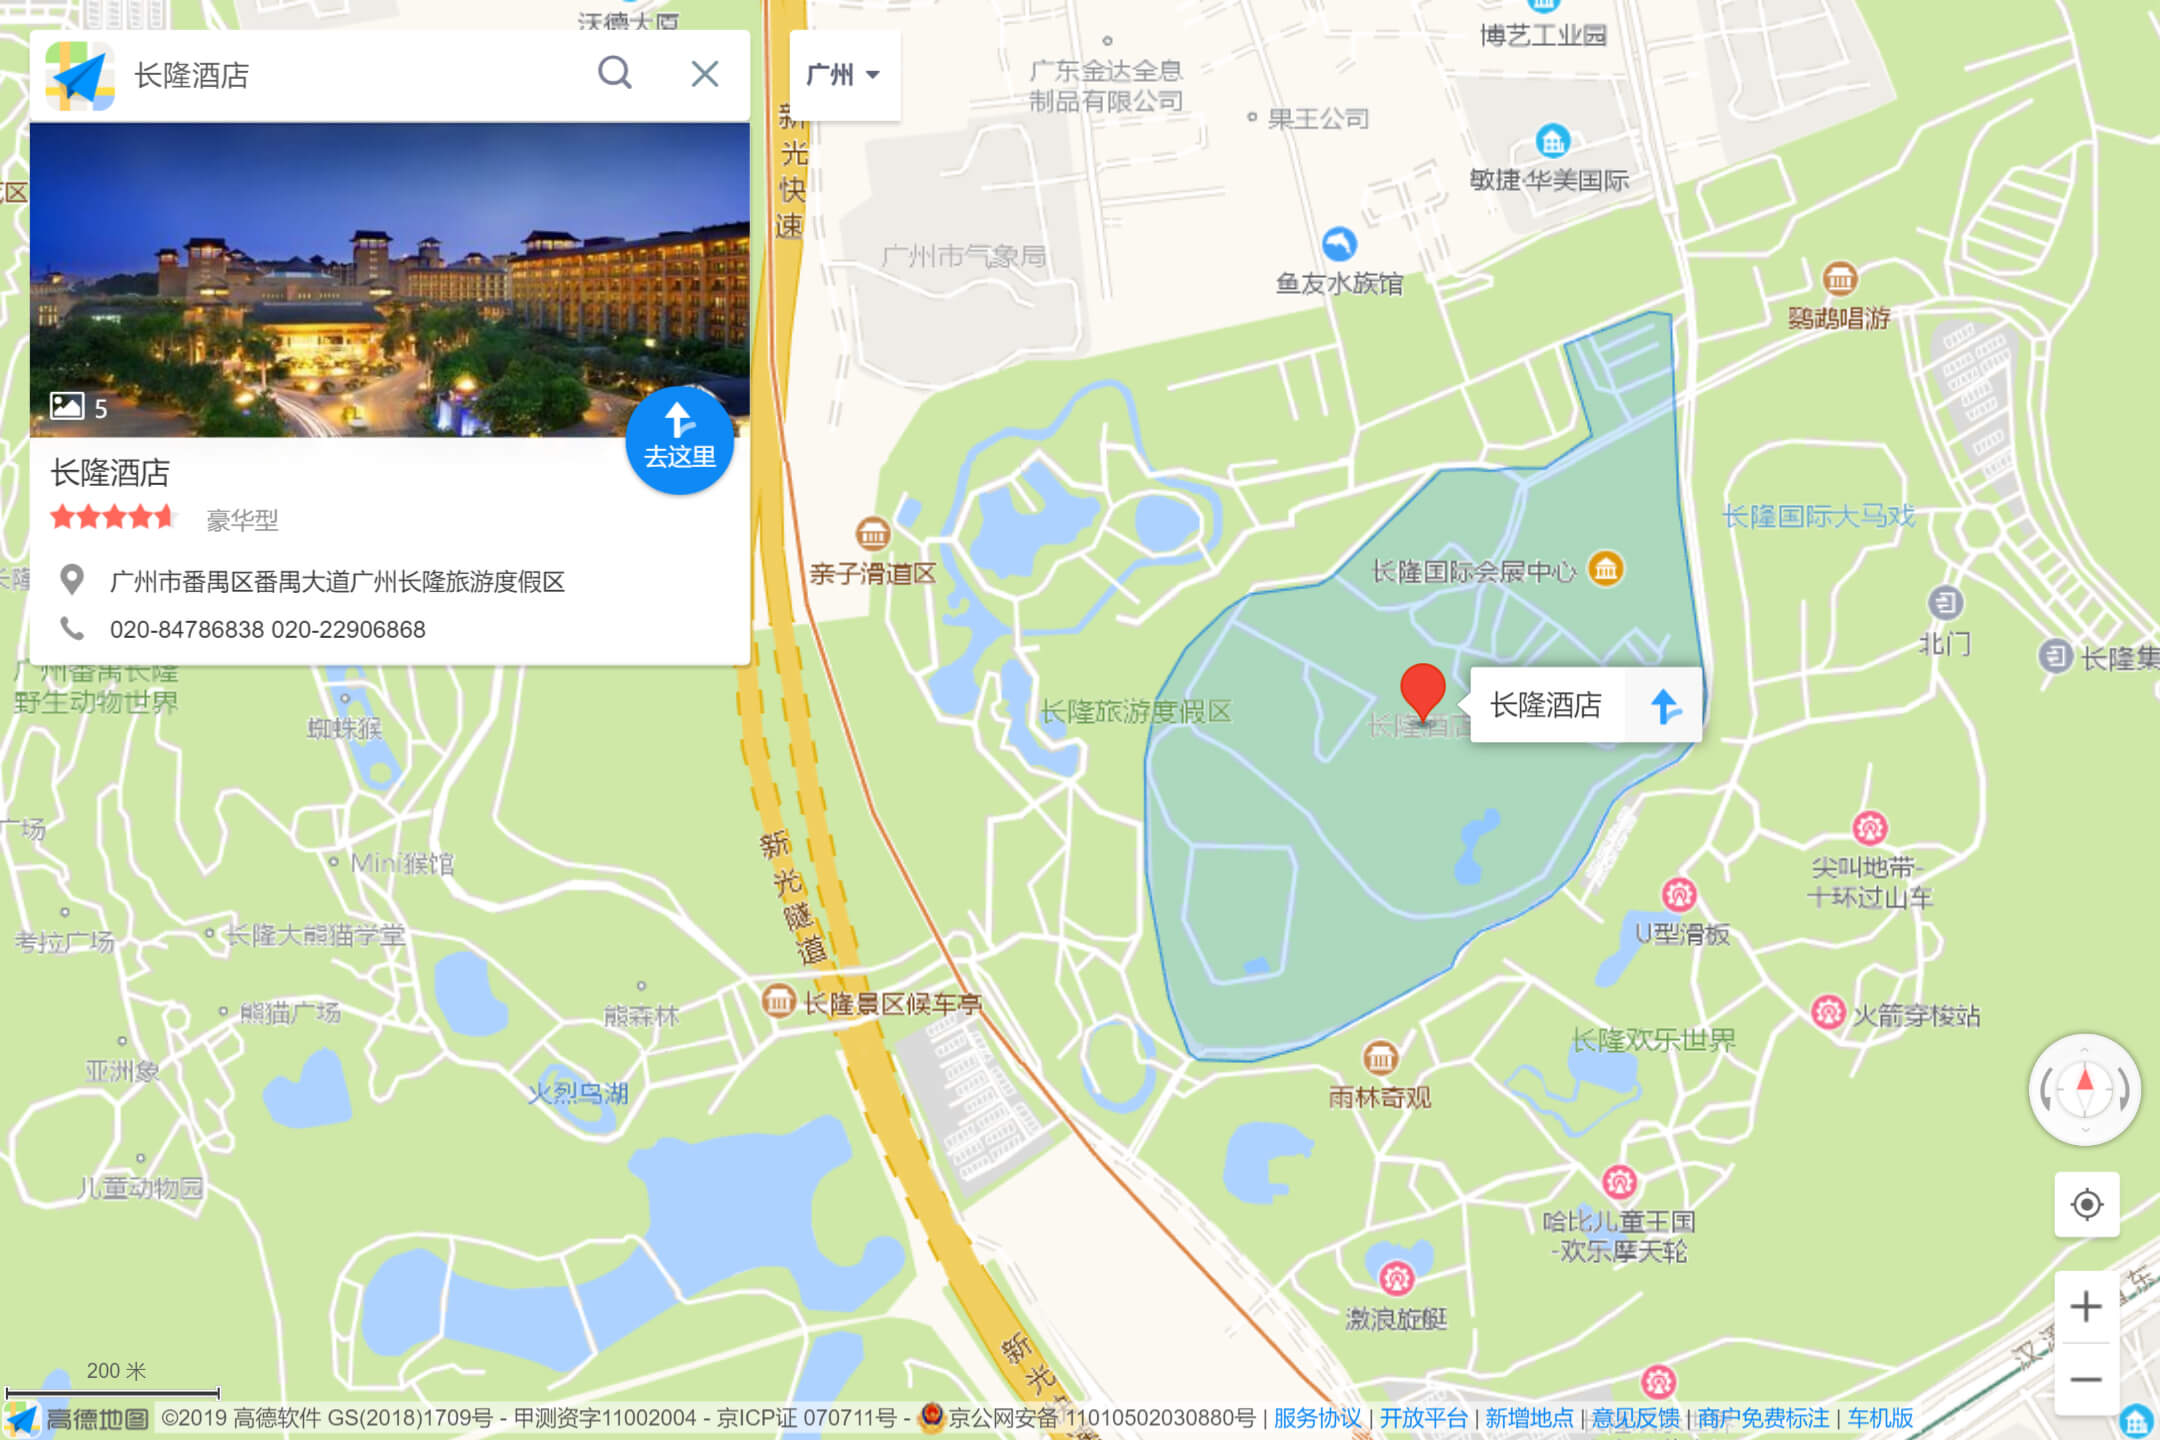 长隆酒店
广州
5
去这里
长隆酒店
豪华型
广州市番禺区番禺大道广州长隆旅游度假区
020-84786838 020-22906868
沃德大厦
博艺工业园
广东金达全息
制品有限公司
果王公司
敏捷·华美国际
新光快速
广州市气象局
鱼友水族馆
鹦鹉唱游
长隆国际大马戏
长隆国际会展中心
亲子滑道区
北门
长隆集
广州番禺长隆
野生动物世界
蜘蛛猴
长隆旅游度假区
长隆酒店
长隆酒店
广场
新光隧道
Mini猴馆
尖叫地带-
十环过山车
U型滑板
考拉广场
长隆大熊猫学堂
长隆景区候车亭
熊猫广场
熊森林
火箭穿梭站
长隆欢乐世界
亚洲象
火烈鸟湖
雨林奇观
儿童动物园
哈比儿童王国
-欢乐摩天轮
激浪旋艇
新光
东
汉
200 米
高德地图 ©2019 高德软件 GS(2018)1709号 - 甲测资字11002004 - 京ICP证 070711号 - 京公网安备 11010502030880号 | 服务协议 | 开放平台 | 新增地点 | 意见反馈 | 商户免费标注 | 车机版